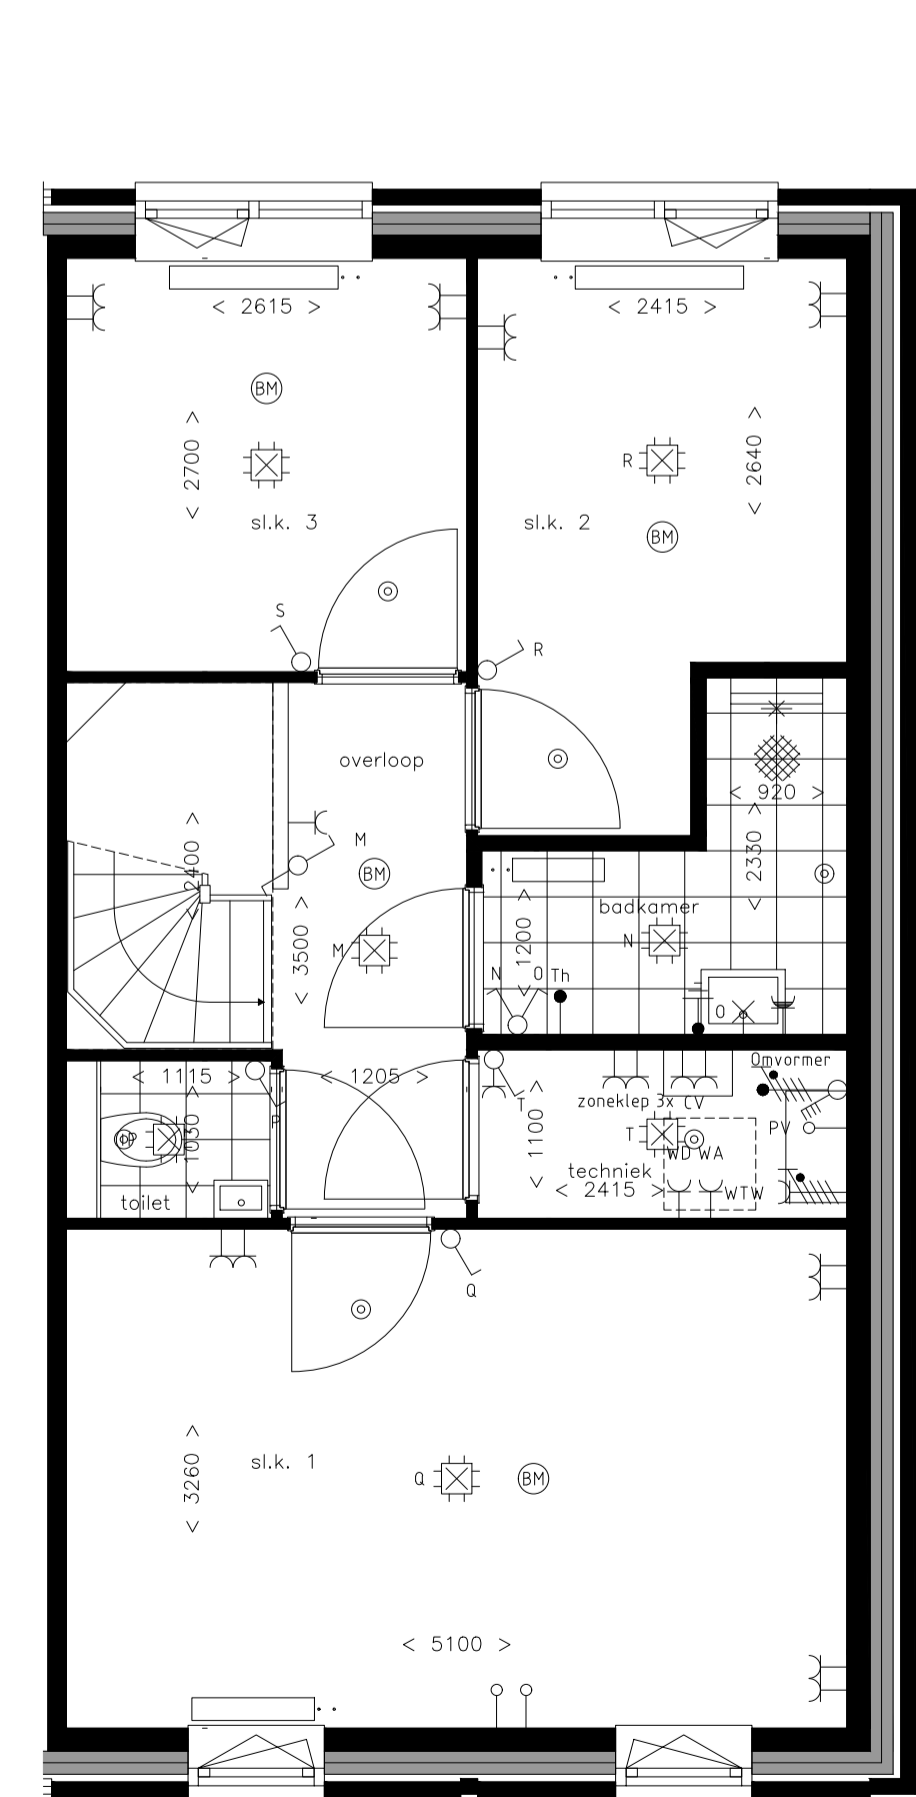 < 2615 >
< 2415 >
BM
< 2700 >
R
< 2640 >
sl.k. 3
sl.k. 2
BM
S
R
overloop
< 920 >
< 2400 >
M
< 2330 >
BM
badkamer
M
< 3500 >
< 1200 >
N
N
O
Th
O
Omvormer
< 1115 >
< 1205 >
T
zoneklep 3x
CV
< 1030 >
< 1100 >
T
PV
WD
WA
techniek
< 2415 >
WTW
toilet
Q
< 3260 >
sl.k. 1
Q
BM
< 5100 >